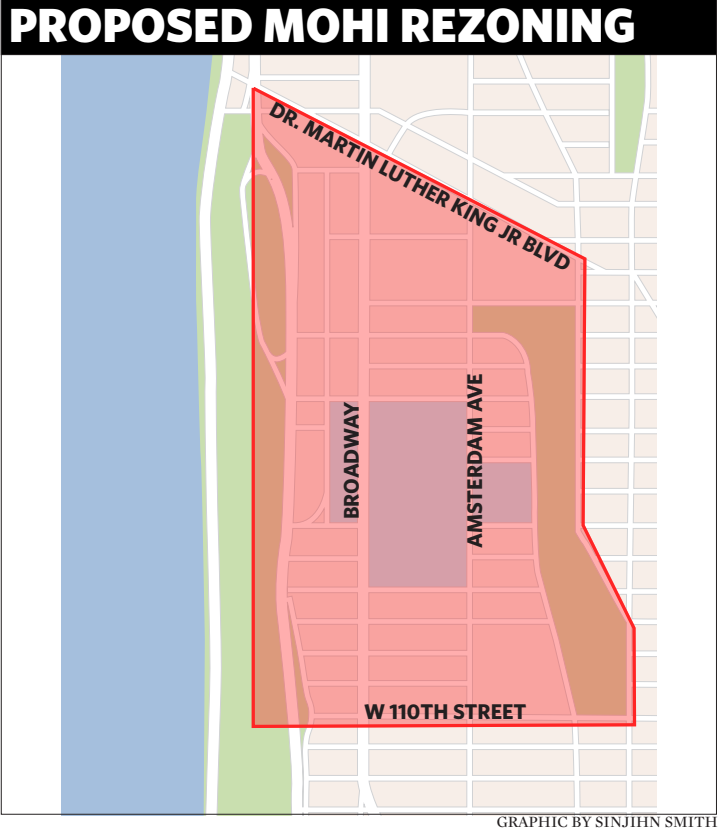 PROPOSED MOHI REZONING
DR. MARTIN LUTHER KING JR BLVD
BROADWAY
AMSTERDAM AVE
W 110TH STREET
GRAPHIC BY SINJIHN SMITH